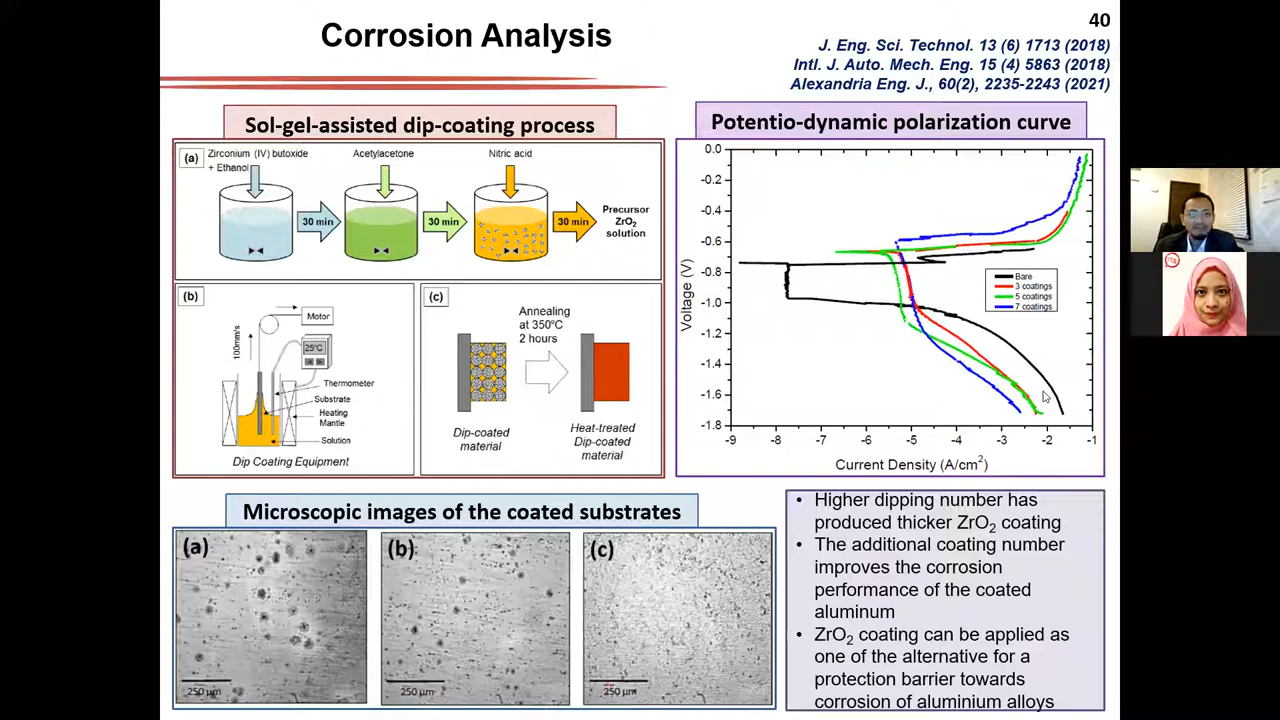 Corrosion Analysis
40
J. Eng. Sci. Technol. 13 (6) 1713 (2018)
Intl. J. Auto. Mech. Eng. 15 (4) 5863 (2018)
Alexandria Eng. J., 60(2), 2235-2243 (2021)
Sol-gel-assisted dip-coating process
(a)
Zirconium (IV) butoxide
+ Ethanol
Acetylacetone
Nitric acid
30 min
30 min
30 min
Precursor
ZrO2
solution
(b)
Motor
100mm/s
25°C
Thermometer
Substrate
Heating
Mantle
Solution
Dip Coating Equipment
(c)
Annealing
at 350°C
2 hours
Dip-coated
material
Heat-treated
Dip-coated
material
Potentio-dynamic polarization curve
Voltage (V)
0.0
-0.2
-0.4
-0.6
-0.8
-1.0
-1.2
-1.4
-1.6
-1.8
Bare
3 coatings
5 coatings
7 coatings
-9 -8 -7 -6 -5 -4 -3 -2 -1
Current Density (A/cm2)
Microscopic images of the coated substrates
(a)
250 µm
(b)
250 µm
(c)
250 µm
• Higher dipping number has
produced thicker ZrO2 coating
• The additional coating number
improves the corrosion
performance of the coated
aluminum
• ZrO2 coating can be applied as
one of the alternative for a
protection barrier towards
corrosion of aluminium alloys